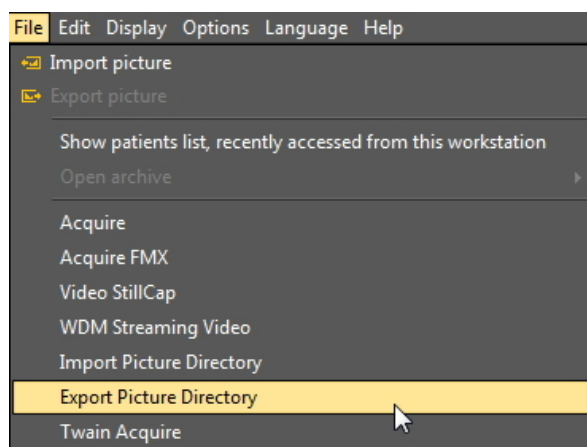 File Edit Display Options Language Help
Import picture
Export picture
Show patients list, recently accessed from this workstation
Open archive
Acquire
Acquire FMX
Video StillCap
WDM Streaming Video
Import Picture Directory
Export Picture Directory
Twain Acquire